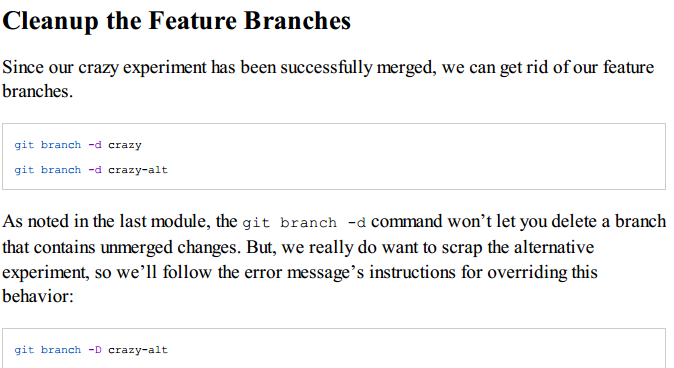 Cleanup the Feature Branches
Since our crazy experiment has been successfully merged, we can get rid of our feature
branches.
git branch -d crazy
git branch -d crazy-alt
As noted in the last module, the git branch -d command won’t let you delete a branch
that contains unmerged changes. But, we really do want to scrap the alternative
experiment, so we’ll follow the error message’s instructions for overriding this
behavior:
git branch -D crazy-alt